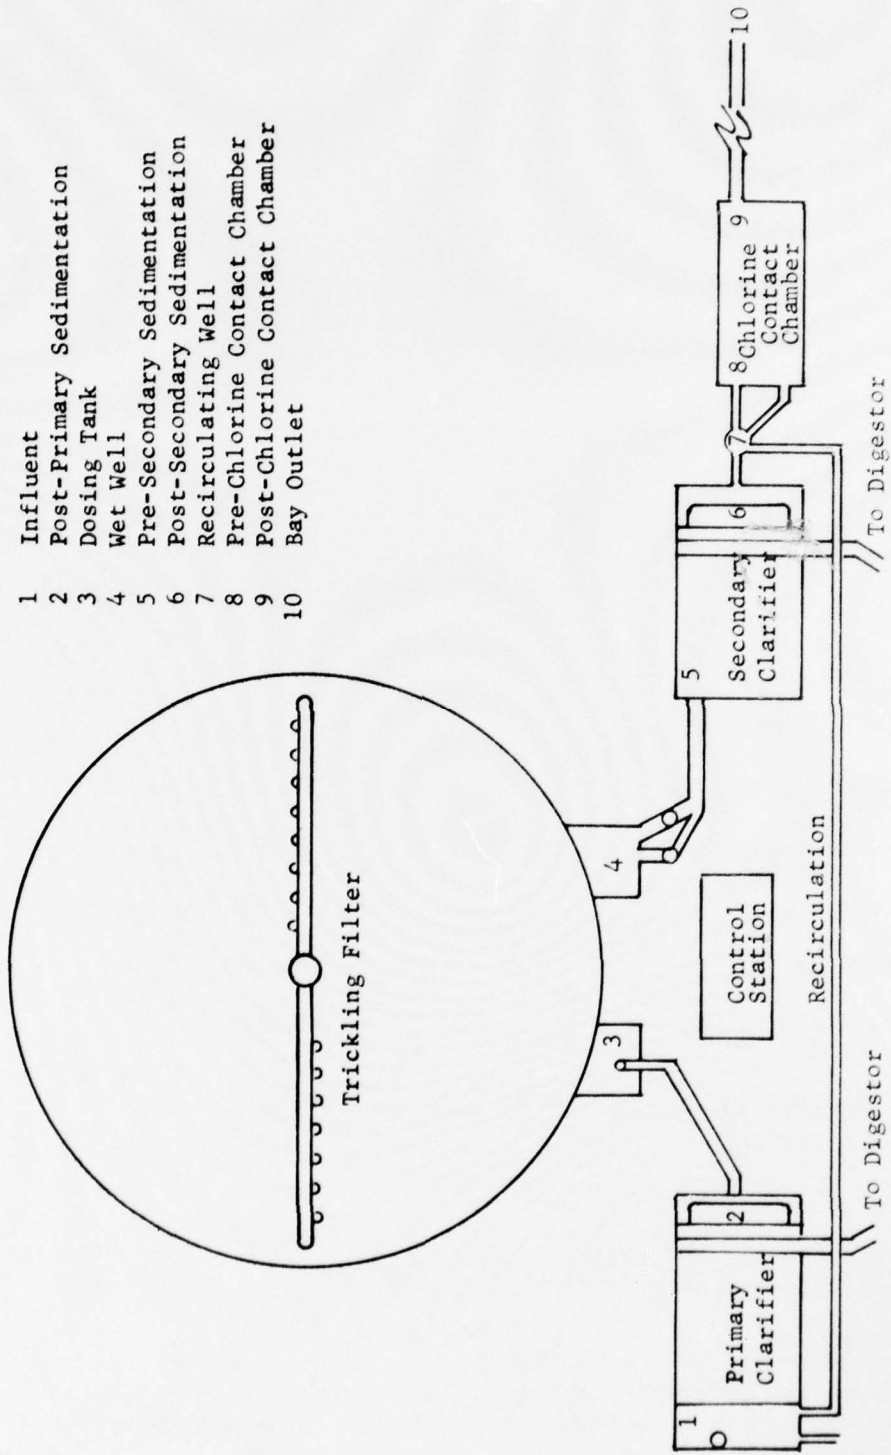 1 Influent
2 Post-Primary Sedimentation
3 Dosing Tank
4 Wet Well
5 Pre-Secondary Sedimentation
6 Post-Secondary Sedimentation
7 Recirculating Well
8 Pre-Chlorine Contact Chamber
9 Post-Chlorine Contact Chamber
10 Bay Outlet
Trickling Filter
3
4
Control
Station
1
Primary
Clarifier
2
5
Secondary
Clarifier
6
7
8
Chlorine
Contact
Chamber
9
10
Recirculation
To Digestor
To Digestor